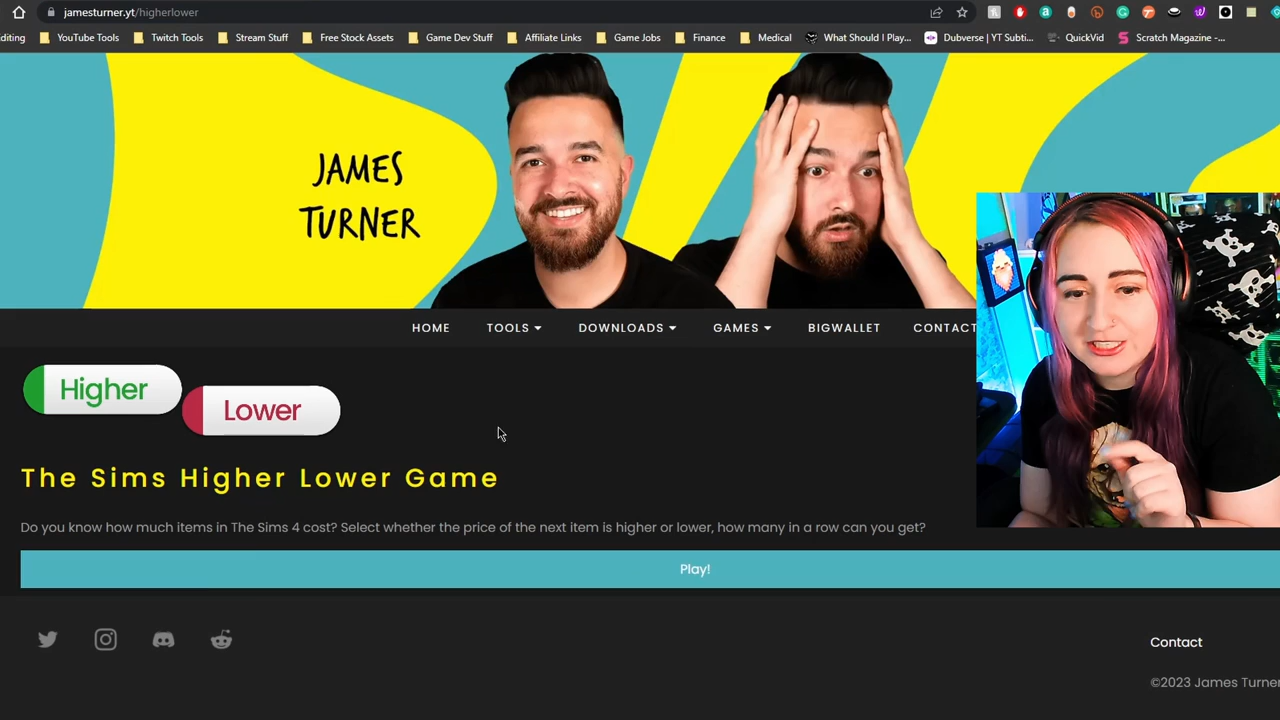 jamesturner.yt/higherlower
diting
YouTube Tools
Twitch Tools
Stream Stuff
Free Stock Assets
Game Dev Stuff
Affiliate Links
Game Jobs
Finance
Medical
What Should I Play...
Dubverse | YT Subti...
QuickVid
Scratch Magazine -...
JAMES
TURNER
HOME
TOOLS
DOWNLOADS
GAMES
BIGWALLET
CONTACT
Higher
Lower
The Sims Higher Lower Game
Do you know how much items in The Sims 4 cost? Select whether the price of the next item is higher or lower, how many in a row can you get?
Play!
Contact
©2023 James Turner